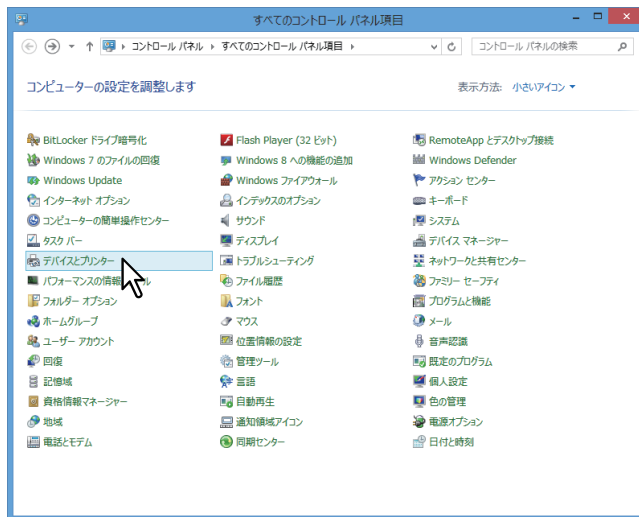 すべてのコントロール パネル項目
コントロール パネル ▸ すべてのコントロール パネル項目 ▸
コントロール パネルの検索
コンピューターの設定を調整します
表示方法: 小さいアイコン
BitLocker ドライブ暗号化
Flash Player (32 ビット)
RemoteApp とデスクトップ接続
Windows 7 のファイルの回復
Windows 8 への機能の追加
Windows Defender
Windows Update
Windows ファイアウォール
アクション センター
インターネット オプション
インデックスのオプション
キーボード
コンピューターの簡単操作センター
サウンド
システム
タスク バー
ディスプレイ
デバイス マネージャー
デバイスとプリンター
トラブルシューティング
ネットワークと共有センター
パフォーマンスの情報
ファイル履歴
ファミリー セーフティ
フォルダー オプション
フォント
プログラムと機能
ホームグループ
マウス
メール
ユーザー アカウント
位置情報の設定
音声認識
回復
管理ツール
既定のプログラム
記憶域
言語
個人設定
資格情報マネージャー
自動再生
色の管理
地域
通知領域アイコン
電源オプション
電話とモデム
同期センター
日付と時刻